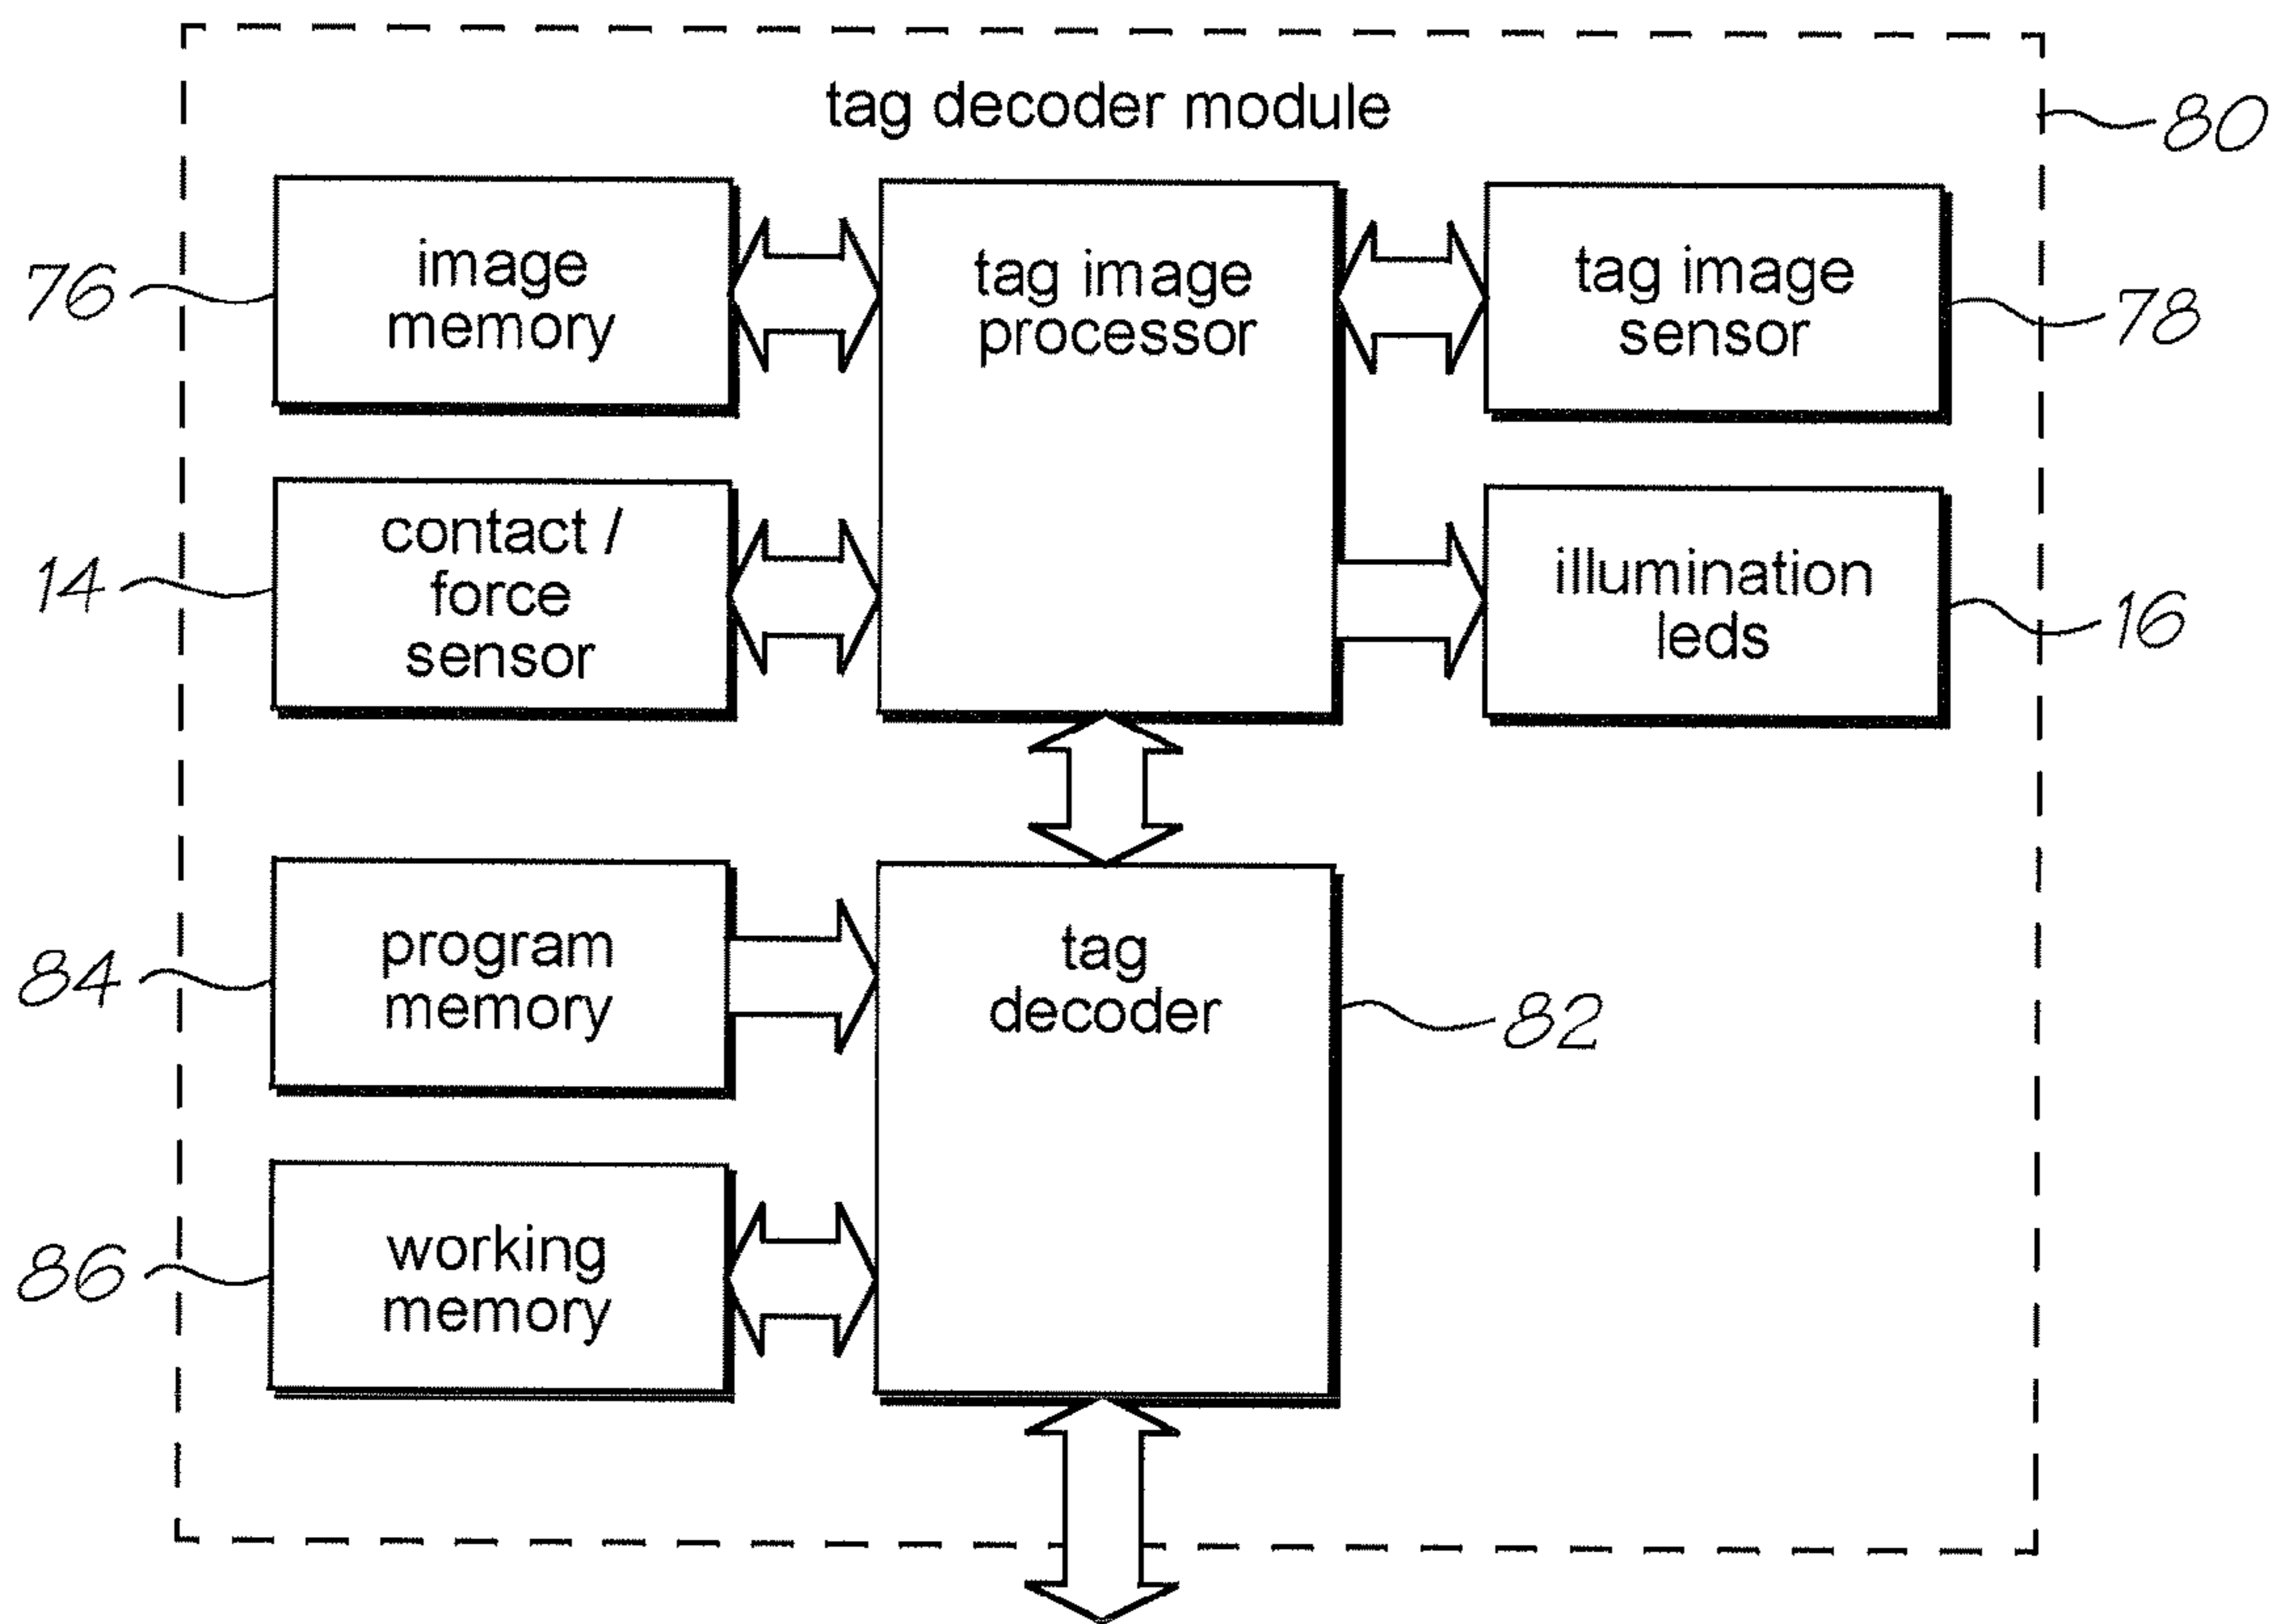 tag decoder module
80
image
memory
76
tag image
processor
tag image
sensor
78
contact /
force
sensor
14
illumination
leds
16
program
memory
84
tag
decoder
82
working
memory
86